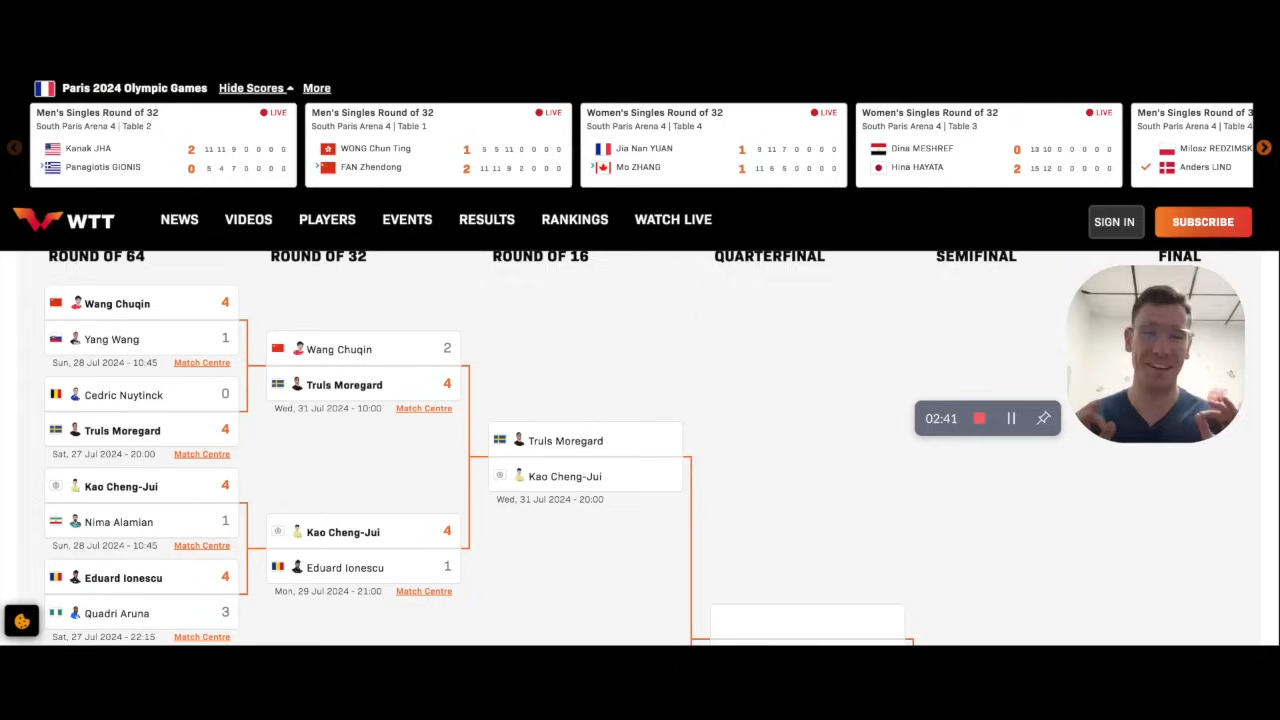 Paris 2024 Olympic Games Hide Scores More
Men's Singles Round of 32 LIVE
South Paris Arena 4 | Table 2
Kanak JHA 2 11 11 9 0 0 0 0
Panagiotis GIONIS 0 5 4 7 0 0 0 0
Men's Singles Round of 32 LIVE
South Paris Arena 4 | Table 1
WONG Chun Ting 1 5 5 11 0 0 0 0
FAN Zhendong 2 11 11 9 2 0 0 0
Women's Singles Round of 32 LIVE
South Paris Arena 4 | Table 4
Jia Nan YUAN 1 9 11 7 0 0 0 0
Mo ZHANG 1 11 6 5 0 0 0 0
Women's Singles Round of 32 LIVE
South Paris Arena 4 | Table 3
Dina MESHREF 0 13 10 0 0 0 0 0
Hina HAYATA 2 15 12 0 0 0 0 0
Men's Singles Round of 3
South Paris Arena 4 | Table 4
Milosz REDZIMSK
Anders LIND
WTT NEWS VIDEOS PLAYERS EVENTS RESULTS RANKINGS WATCH LIVE SIGN IN SUBSCRIBE
ROUND OF 64 ROUND OF 32 ROUND OF 16 QUARTERFINAL SEMIFINAL FINAL
Wang Chuqin 4
Yang Wang 1
Sun, 28 Jul 2024 - 10:45 Match Centre
Cedric Nuytinck 0
Truls Moregard 4
Sat, 27 Jul 2024 - 20:00 Match Centre
Kao Cheng-Jui 4
Nima Alamian 1
Sun, 28 Jul 2024 - 10:45 Match Centre
Eduard Ionescu 4
Quadri Aruna 3
Sat, 27 Jul 2024 - 22:15 Match Centre
Wang Chuqin 2
Truls Moregard 4
Wed, 31 Jul 2024 - 10:00 Match Centre
Kao Cheng-Jui 4
Eduard Ionescu 1
Mon, 29 Jul 2024 - 21:00 Match Centre
Truls Moregard
Kao Cheng-Jui
Wed, 31 Jul 2024 - 20:00
02:41